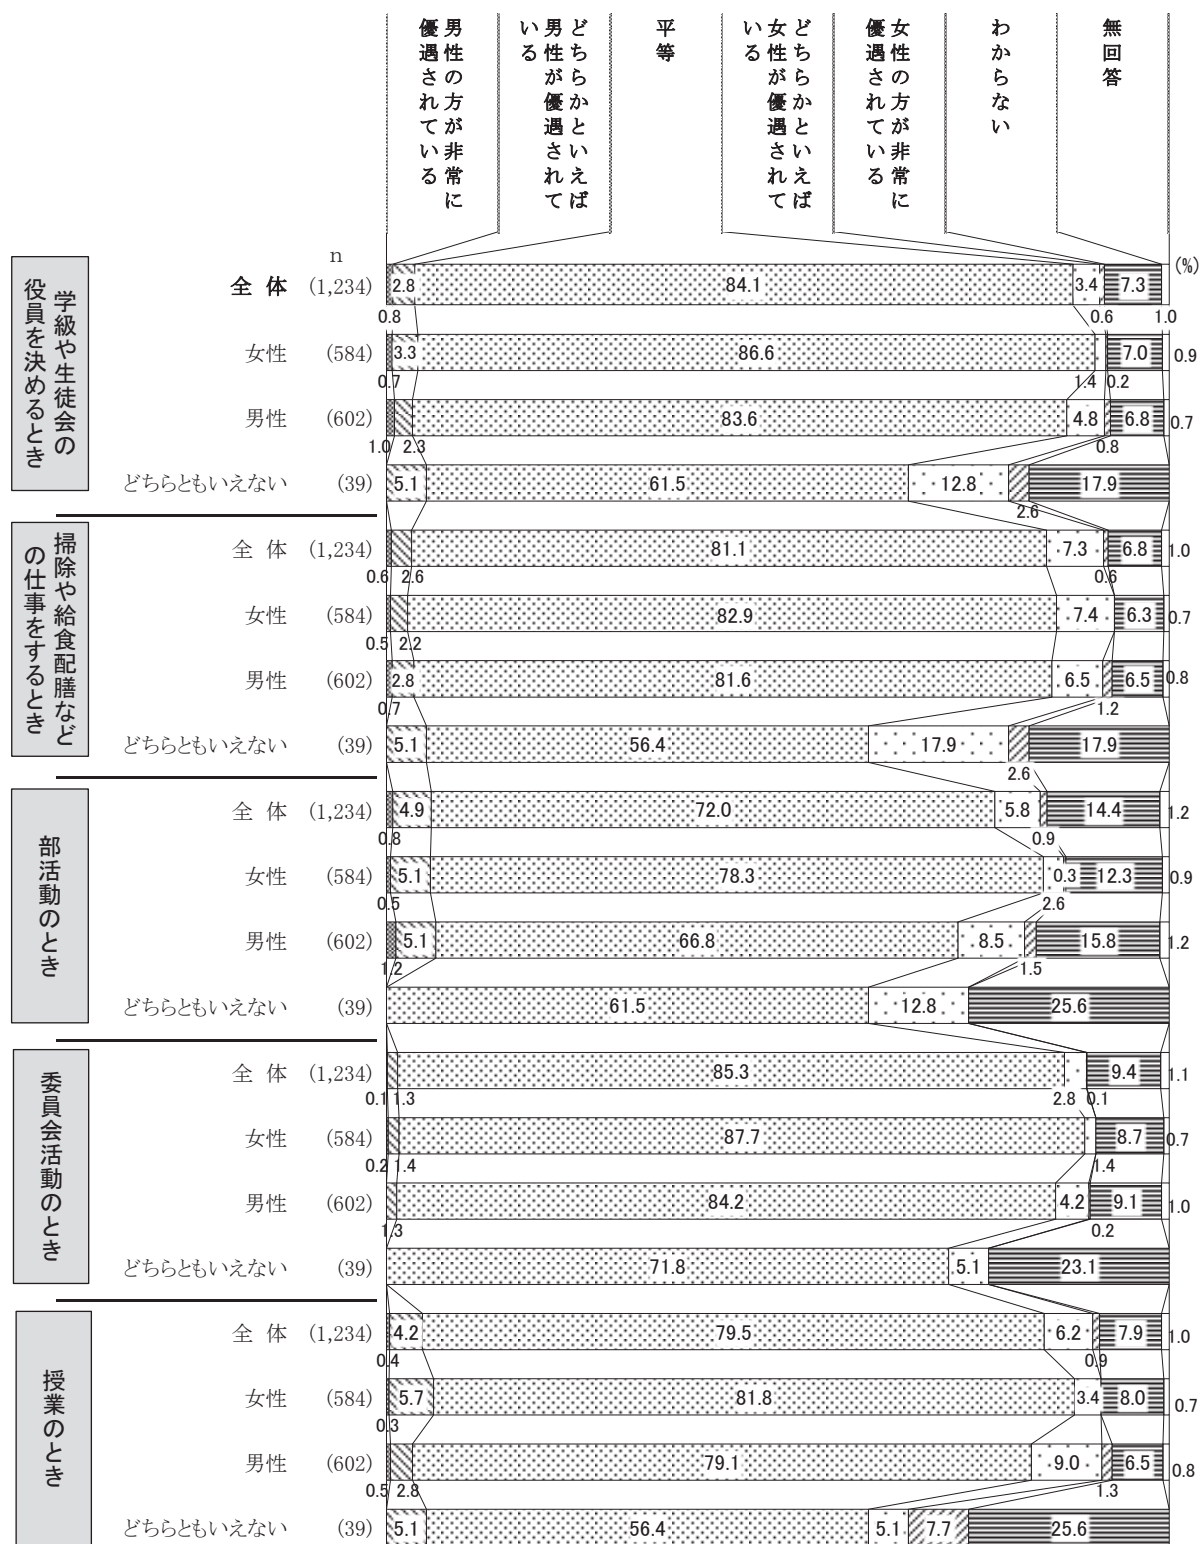 男性の方が非常に
優遇されている
どちらかといえば
男性が優遇されて
いる
平等
どちらかといえば
女性が優遇されて
いる
女性の方が非常に
優遇されている
わからない
無回答
n
(%)
学級や生徒会の
役員を決めるとき
全 体 (1,234) 2.8 84.1 3.4 7.3
0.8 0.6 1.0
女性 (584) 3.3 86.6 7.0 0.9
0.7 1.4 0.2
男性 (602) 83.6 4.8 6.8 0.7
1.0 2.3 0.8
どちらともいえない (39) 5.1 61.5 12.8 17.9
2.6
掃除や給食配膳など
の仕事をするとき
全 体 (1,234) 81.1 7.3 6.8 1.0
0.6 2.6 0.6
女性 (584) 82.9 7.4 6.3 0.7
0.5 2.2
男性 (602) 2.8 81.6 6.5 6.5 0.8
0.7 1.2
どちらともいえない (39) 5.1 56.4 17.9 17.9
2.6
部活動のとき
全 体 (1,234) 4.9 72.0 5.8 14.4 1.2
0.8 0.9
女性 (584) 5.1 78.3 0.3 12.3 0.9
0.5 2.6
男性 (602) 5.1 66.8 8.5 15.8 1.2
1.2 1.5
どちらともいえない (39) 61.5 12.8 25.6
委員会活動のとき
全 体 (1,234) 85.3 9.4 1.1
0.1 1.3 2.8 0.1
女性 (584) 87.7 8.7 0.7
0.2 1.4 1.4
男性 (602) 84.2 4.2 9.1 1.0
1.3 0.2
どちらともいえない (39) 71.8 5.1 23.1
授業のとき
全 体 (1,234) 4.2 79.5 6.2 7.9 1.0
0.4 0.9
女性 (584) 5.7 81.8 3.4 8.0 0.7
0.3
男性 (602) 79.1 9.0 6.5 0.8
0.5 2.8 1.3
どちらともいえない (39) 5.1 56.4 5.1 7.7 25.6